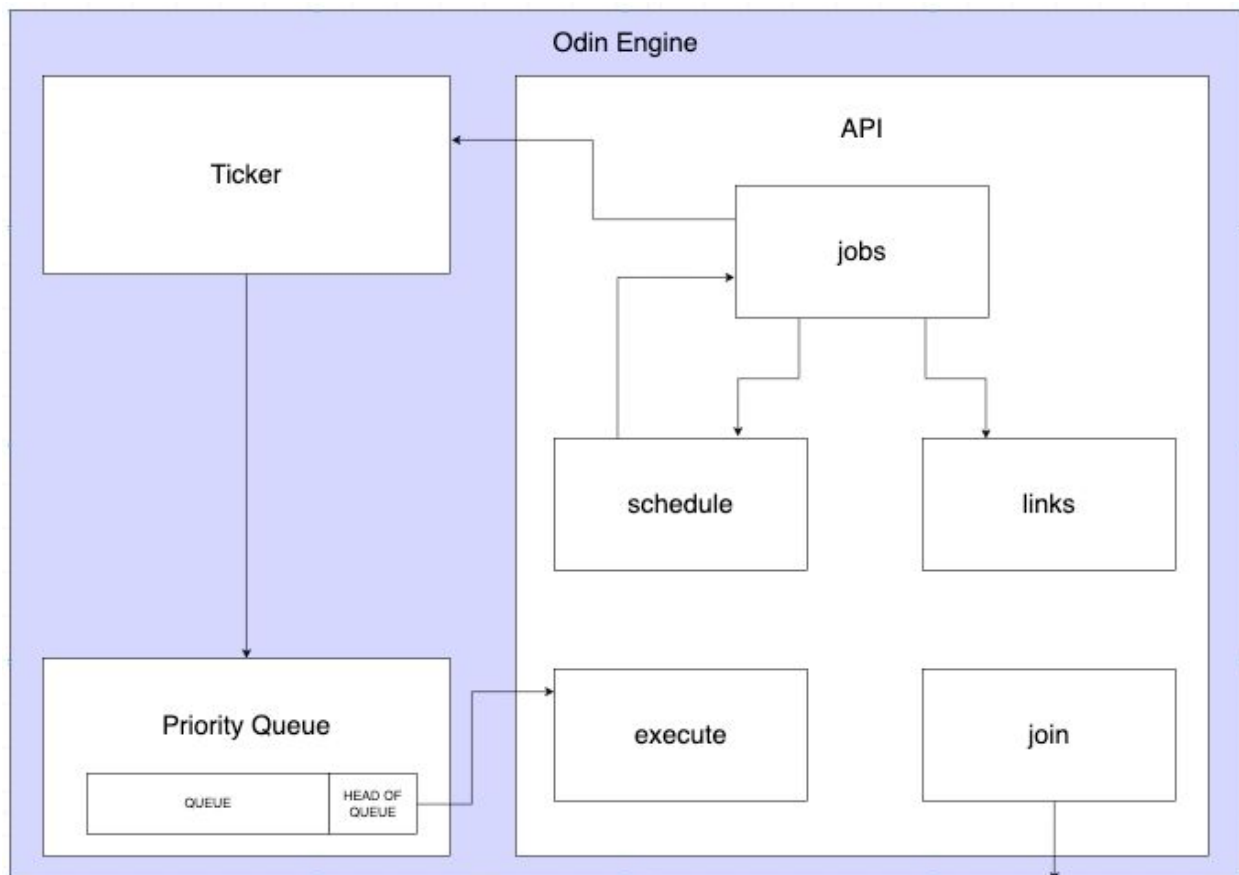 Odin Engine
Ticker
API
jobs
schedule
links
Priority Queue
QUEUE
HEAD OF
QUEUE
execute
join